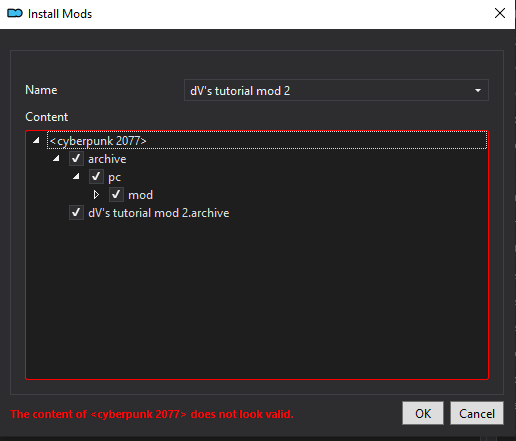 Install Mods
Name
dV's tutorial mod 2
Content
<cyberpunk 2077>
archive
pc
mod
dV's tutorial mod 2.archive
The content of <cyberpunk 2077> does not look valid.
OK
Cancel